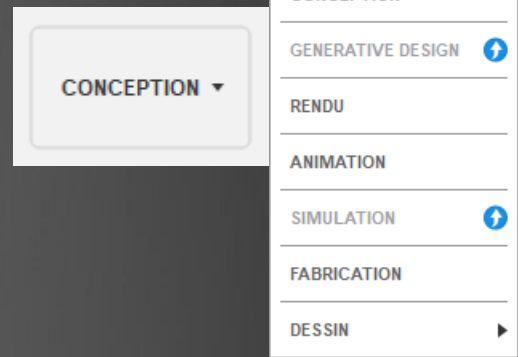 CONCEPTION
GENERATIVE DESIGN
RENDU
ANIMATION
SIMULATION
FABRICATION
DESSIN